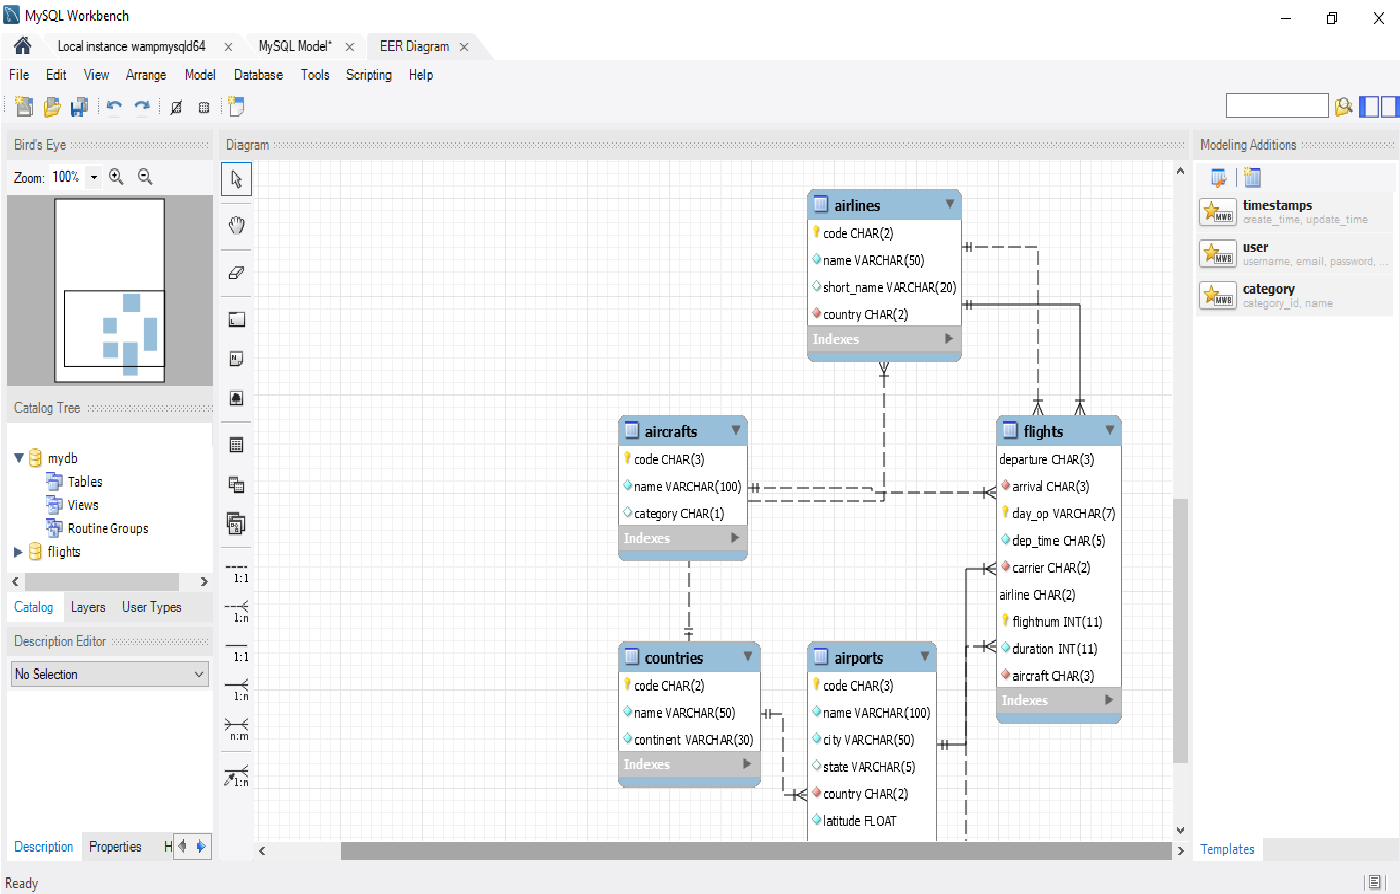 MySQL Workbench
Local instance wampmysqld64
MySQL Model*
EER Diagram
File Edit View Arrange Model Database Tools Scripting Help
Bird's Eye
Zoom: 100%
Catalog Tree
mydb
Tables
Views
Routine Groups
flights
Catalog Layers User Types
Description Editor
No Selection
Description Properties H
Diagram
1:1
1:n
1:1
1:n
n:m
1:n
airlines
code CHAR(2)
name VARCHAR(50)
short_name VARCHAR(20)
country CHAR(2)
Indexes
aircrafts
code CHAR(3)
name VARCHAR(100)
category CHAR(1)
Indexes
flights
departure CHAR(3)
arrival CHAR(3)
day_op VARCHAR(7)
dep_time CHAR(5)
carrier CHAR(2)
airline CHAR(2)
flightnum INT(11)
duration INT(11)
aircraft CHAR(3)
Indexes
countries
code CHAR(2)
name VARCHAR(50)
continent VARCHAR(30)
Indexes
airports
code CHAR(3)
name VARCHAR(100)
city VARCHAR(50)
state VARCHAR(5)
country CHAR(2)
latitude FLOAT
Modeling Additions
MWB
timestamps
create_time, update_time
MWB
user
username, email, password, ...
MWB
category
category_id, name
Templates
Ready